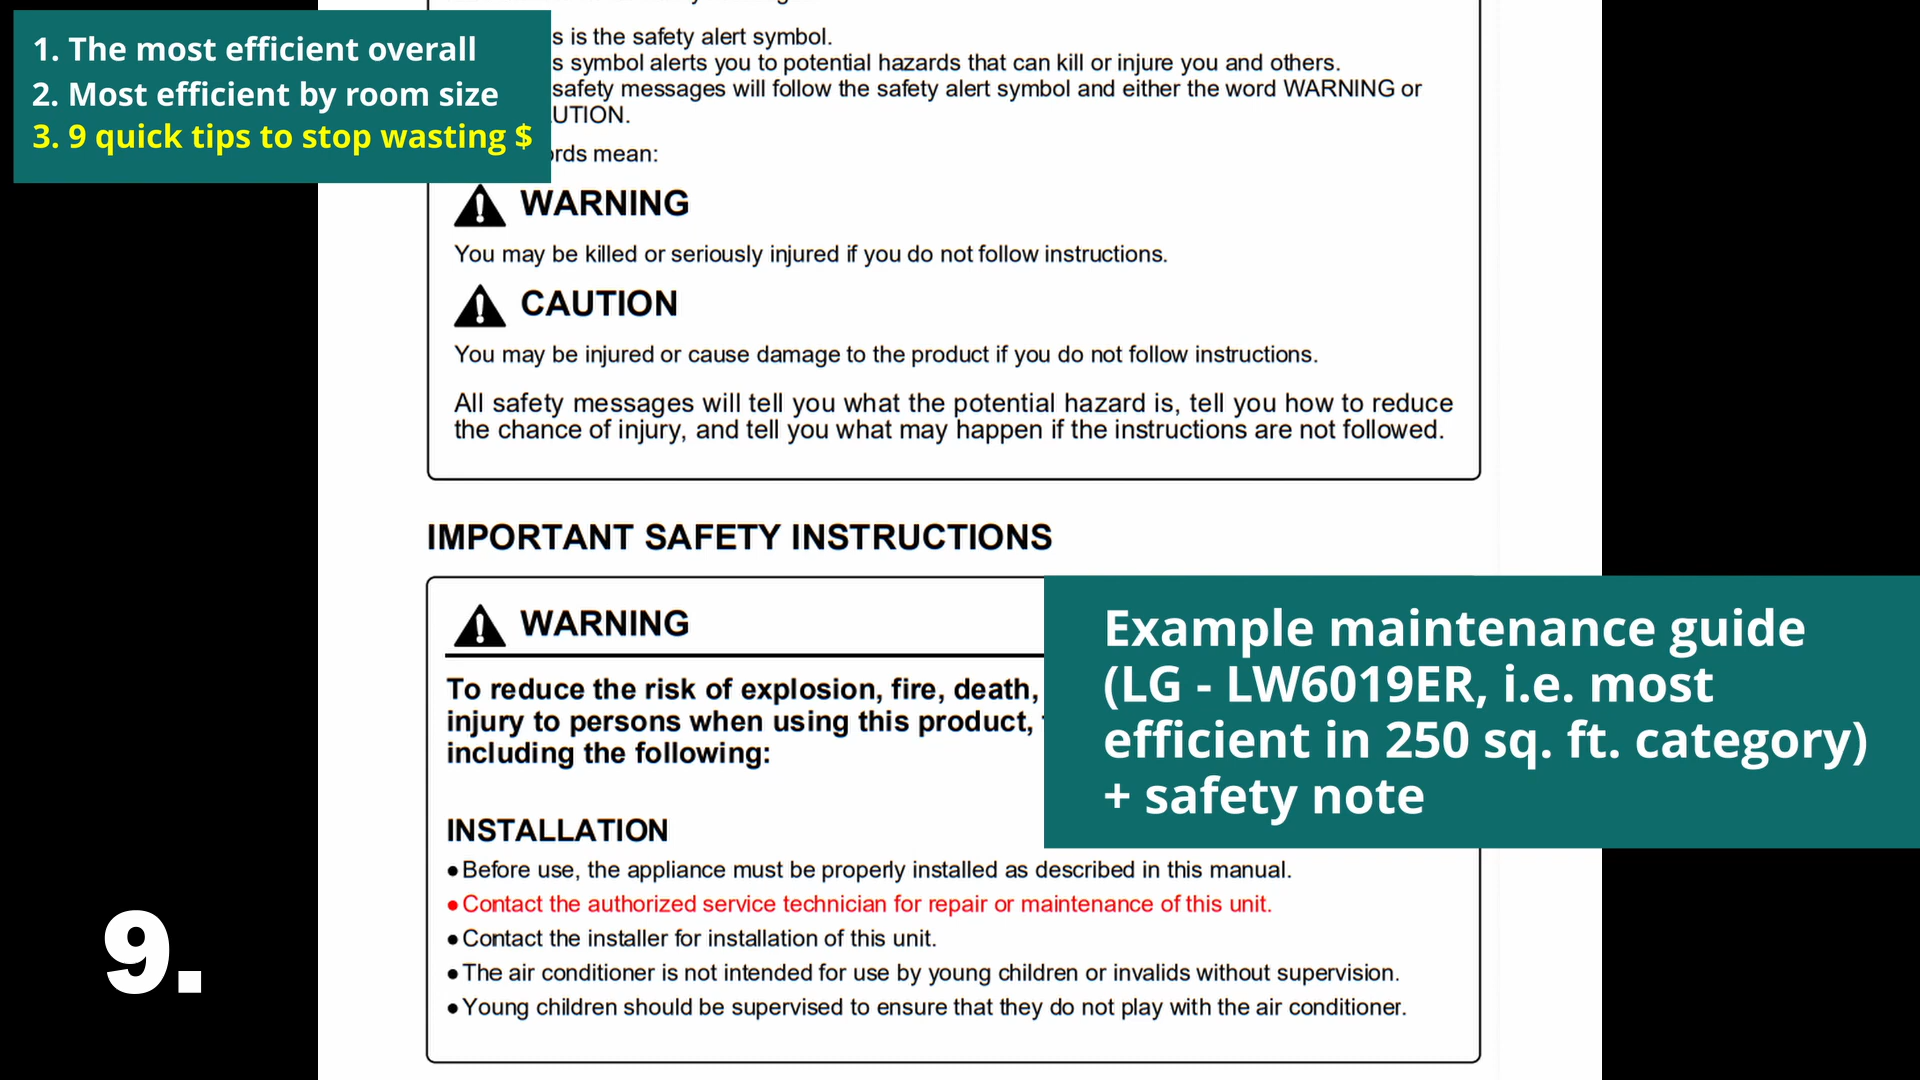 1. The most efficient overall
2. Most efficient by room size
3. 9 quick tips to stop wasting $
s is the safety alert symbol.
s symbol alerts you to potential hazards that can kill or injure you and others.
safety messages will follow the safety alert symbol and either the word WARNING or
UTION.
rds mean:
WARNING
You may be killed or seriously injured if you do not follow instructions.
CAUTION
You may be injured or cause damage to the product if you do not follow instructions.
All safety messages will tell you what the potential hazard is, tell you how to reduce
the chance of injury, and tell you what may happen if the instructions are not followed.
IMPORTANT SAFETY INSTRUCTIONS
WARNING
To reduce the risk of explosion, fire, death,
injury to persons when using this product,
including the following:
Example maintenance guide
(LG - LW6019ER, i.e. most
efficient in 250 sq. ft. category)
+ safety note
INSTALLATION
●Before use, the appliance must be properly installed as described in this manual.
●Contact the authorized service technician for repair or maintenance of this unit.
●Contact the installer for installation of this unit.
●The air conditioner is not intended for use by young children or invalids without supervision.
●Young children should be supervised to ensure that they do not play with the air conditioner.
9.